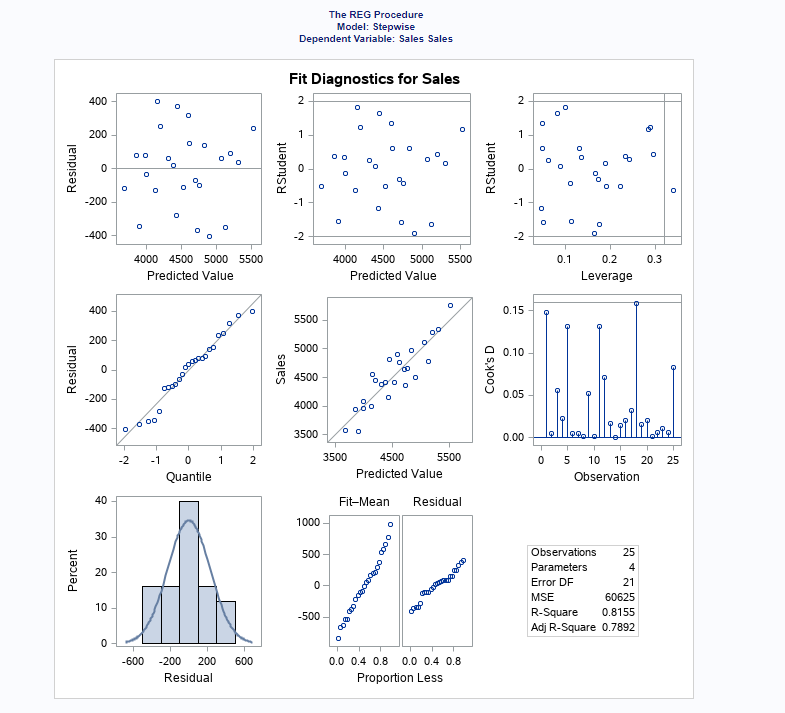 The REG Procedure
Model: Stepwise
Dependent Variable: Sales Sales
Fit Diagnostics for Sales
400
200
0
-200
-400
Residual
4000 4500 5000 5500
Predicted Value
2
1
0
-1
-2
RStudent
4000 4500 5000 5500
Predicted Value
2
1
0
-1
-2
RStudent
0.1 0.2 0.3
Leverage
400
200
0
-200
-400
Residual
-2 -1 0 1 2
Quantile
5500
5000
4500
4000
3500
Sales
3500 4500 5500
Predicted Value
0.15
0.10
0.05
0.00
Cook's D
0 5 10 15 20 25
Observation
40
30
20
10
0
Percent
-600 -200 200 600
Residual
Fit–Mean Residual
1000
500
0
-500
0.0 0.4 0.8 0.0 0.4 0.8
Proportion Less
Observations 25
Parameters 4
Error DF 21
MSE 60625
R-Square 0.8155
Adj R-Square 0.7892